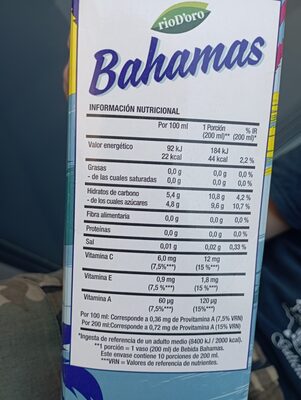 rioD'oro
Bahamas
INFORMACIÓN NUTRICIONAL
Por 100 ml 1 Porción (200 ml)** % IR (200 ml)*
Valor energético 92 kJ 184 kJ
22 kcal 44 kcal 2,2 %
Grasas 0,0 g 0,0 g 0,0 %
- de las cuales saturadas 0,0 g 0,0 g 0,0 %
Hidratos de carbono 5,4 g 10,8 g 4,2 %
- de los cuales azúcares 4,8 g 9,6 g 10,7 %
Fibra alimentaria 0,0 g 0,0 g 0,0 %
Proteínas 0,0 g 0,0 g 0,0 %
Sal 0,01 g 0,02 g 0,33 %
Vitamina C 6,0 mg 12 mg
(7,5%***) (15 %***)
Vitamina E 0,9 mg 1,8 mg
(7,5 %***) (15%***)
Vitamina A 60 µg 120 µg
(7,5%***) (15%***)
Por 100 ml:Corresponde a 0,36 mg de Provitamina A (7,5% VRN)
Por 200 ml:Corresponde a 0,72 mg de Provitamina A (15% VRN)
*Ingesta de referencia de un adulto medio (8400 kJ / 2000 kcal).
**1 porción = 1 vaso (200 ml) de Bebida Bahamas.
Este envase contiene 10 porciones de 200 ml.
***VRN = Valores de referencia de nutrientes.